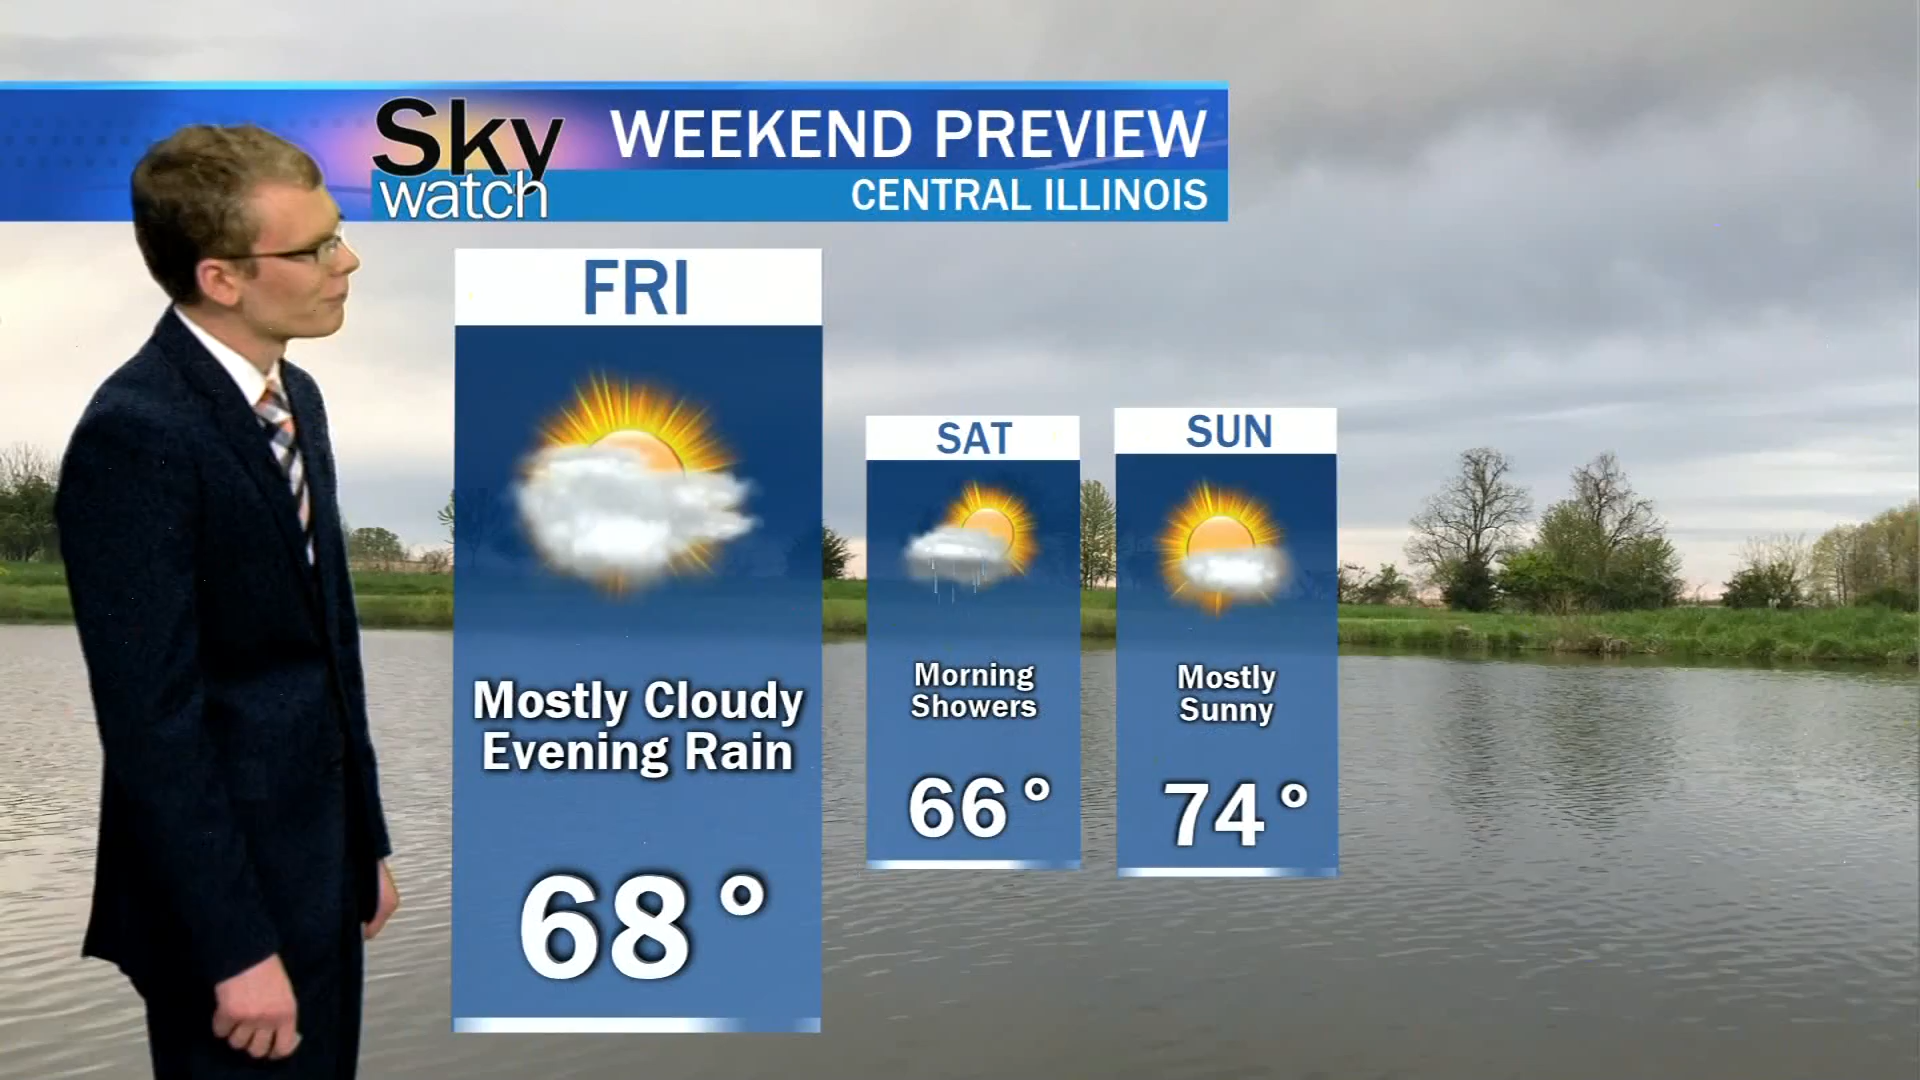 Sky
watch
WEEKEND PREVIEW
CENTRAL ILLINOIS
FRI
Mostly Cloudy
Evening Rain
68°
SAT
Morning
Showers
66°
SUN
Mostly
Sunny
74°